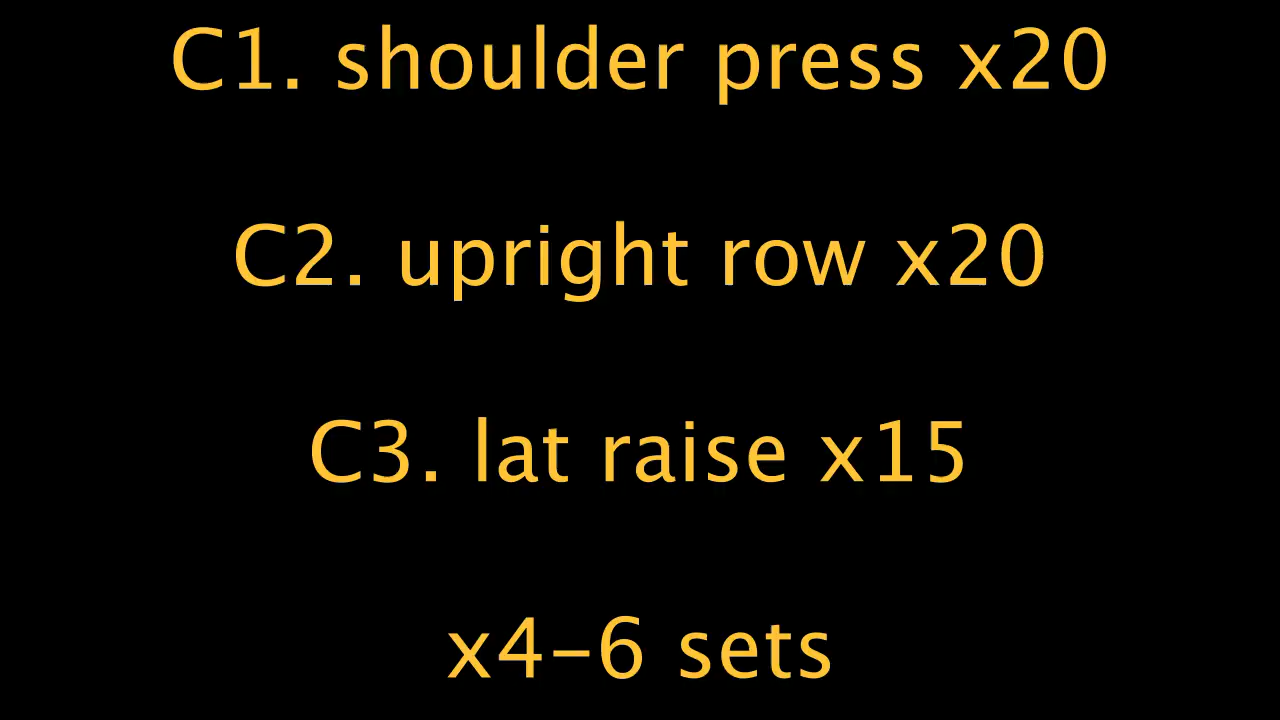 C1. shoulder press x20
C2. upright row x20
C3. lat raise x15
x4-6 sets